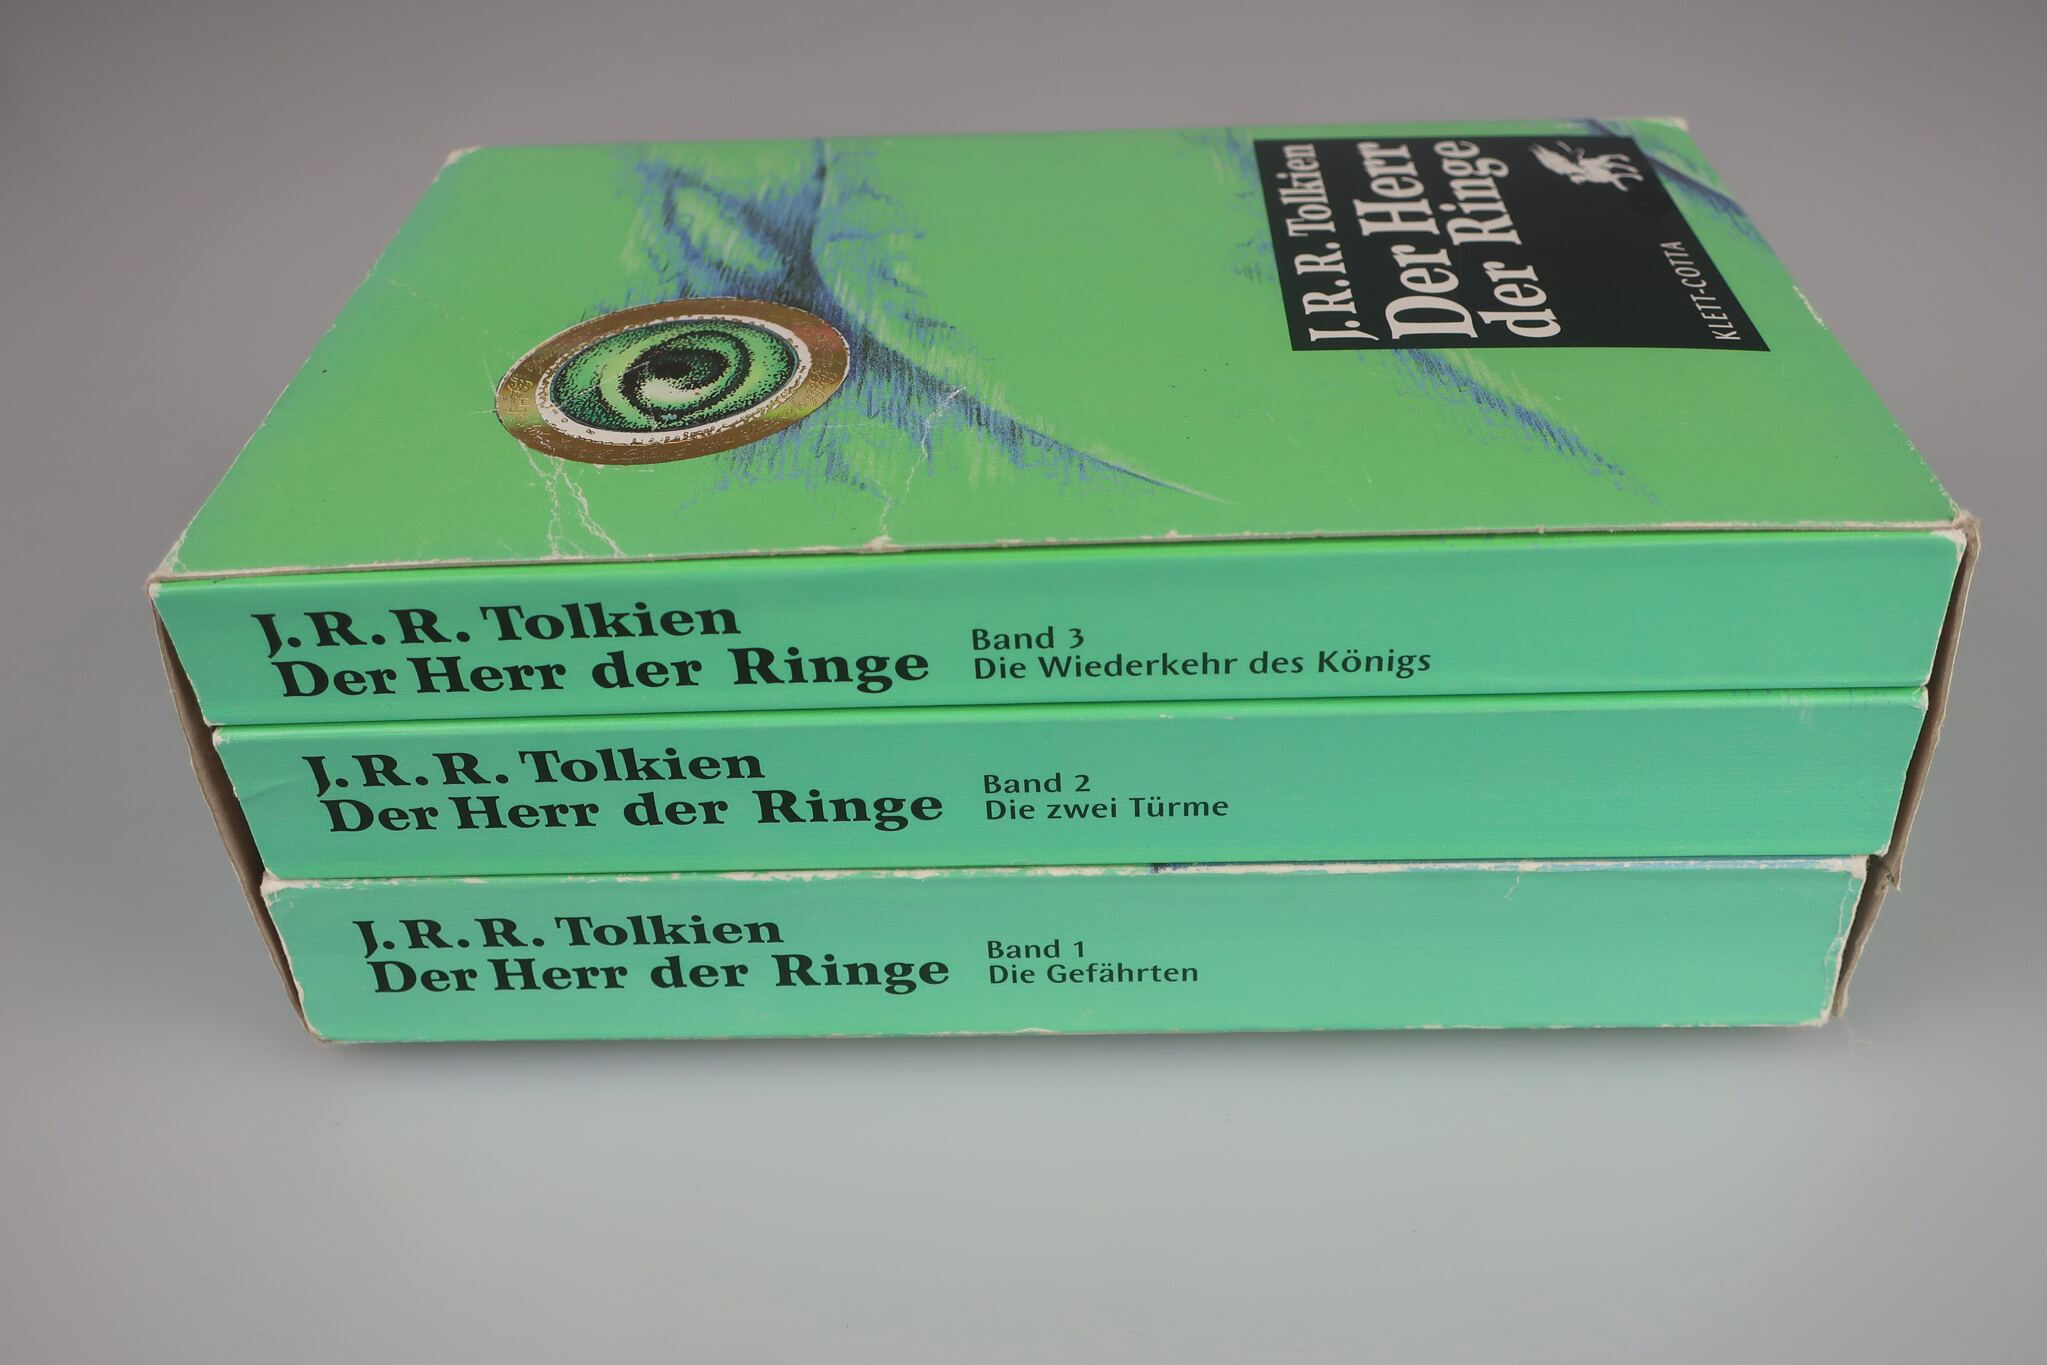 J. R. R. Tolkien
Der Herr
der Ringe
KLETT-COTTA
J. R. R. Tolkien
Der Herr der Ringe
Band 3
Die Wiederkehr des Königs
J. R. R. Tolkien
Der Herr der Ringe
Band 2
Die zwei Türme
J. R. R. Tolkien
Der Herr der Ringe
Band 1
Die Gefährten